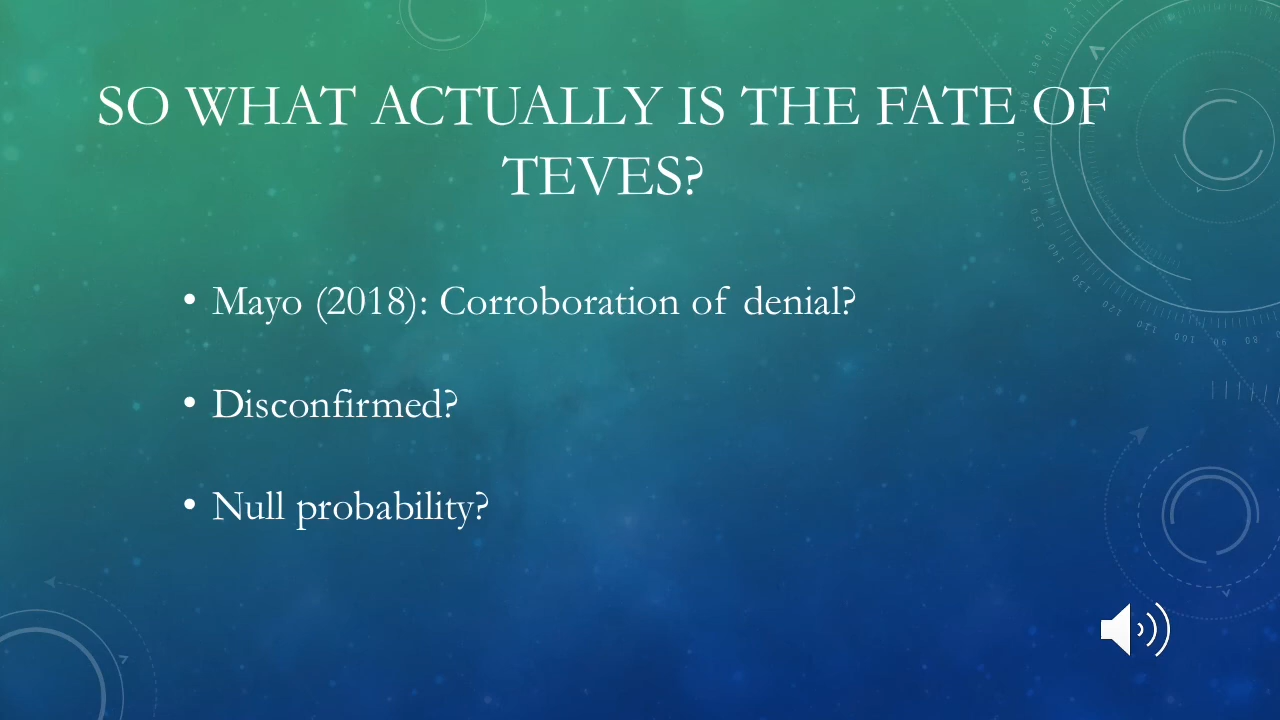 SO WHAT ACTUALLY IS THE FATE OF
TEVES?
• Mayo (2018): Corroboration of denial?
• Disconfirmed?
• Null probability?